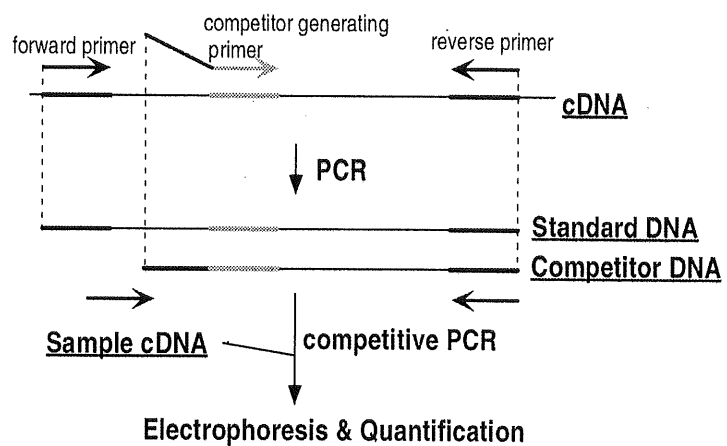 forward primer
competitor generating
primer
reverse primer
cDNA
PCR
Standard DNA
Competitor DNA
Sample cDNA
competitive PCR
Electrophoresis & Quantification